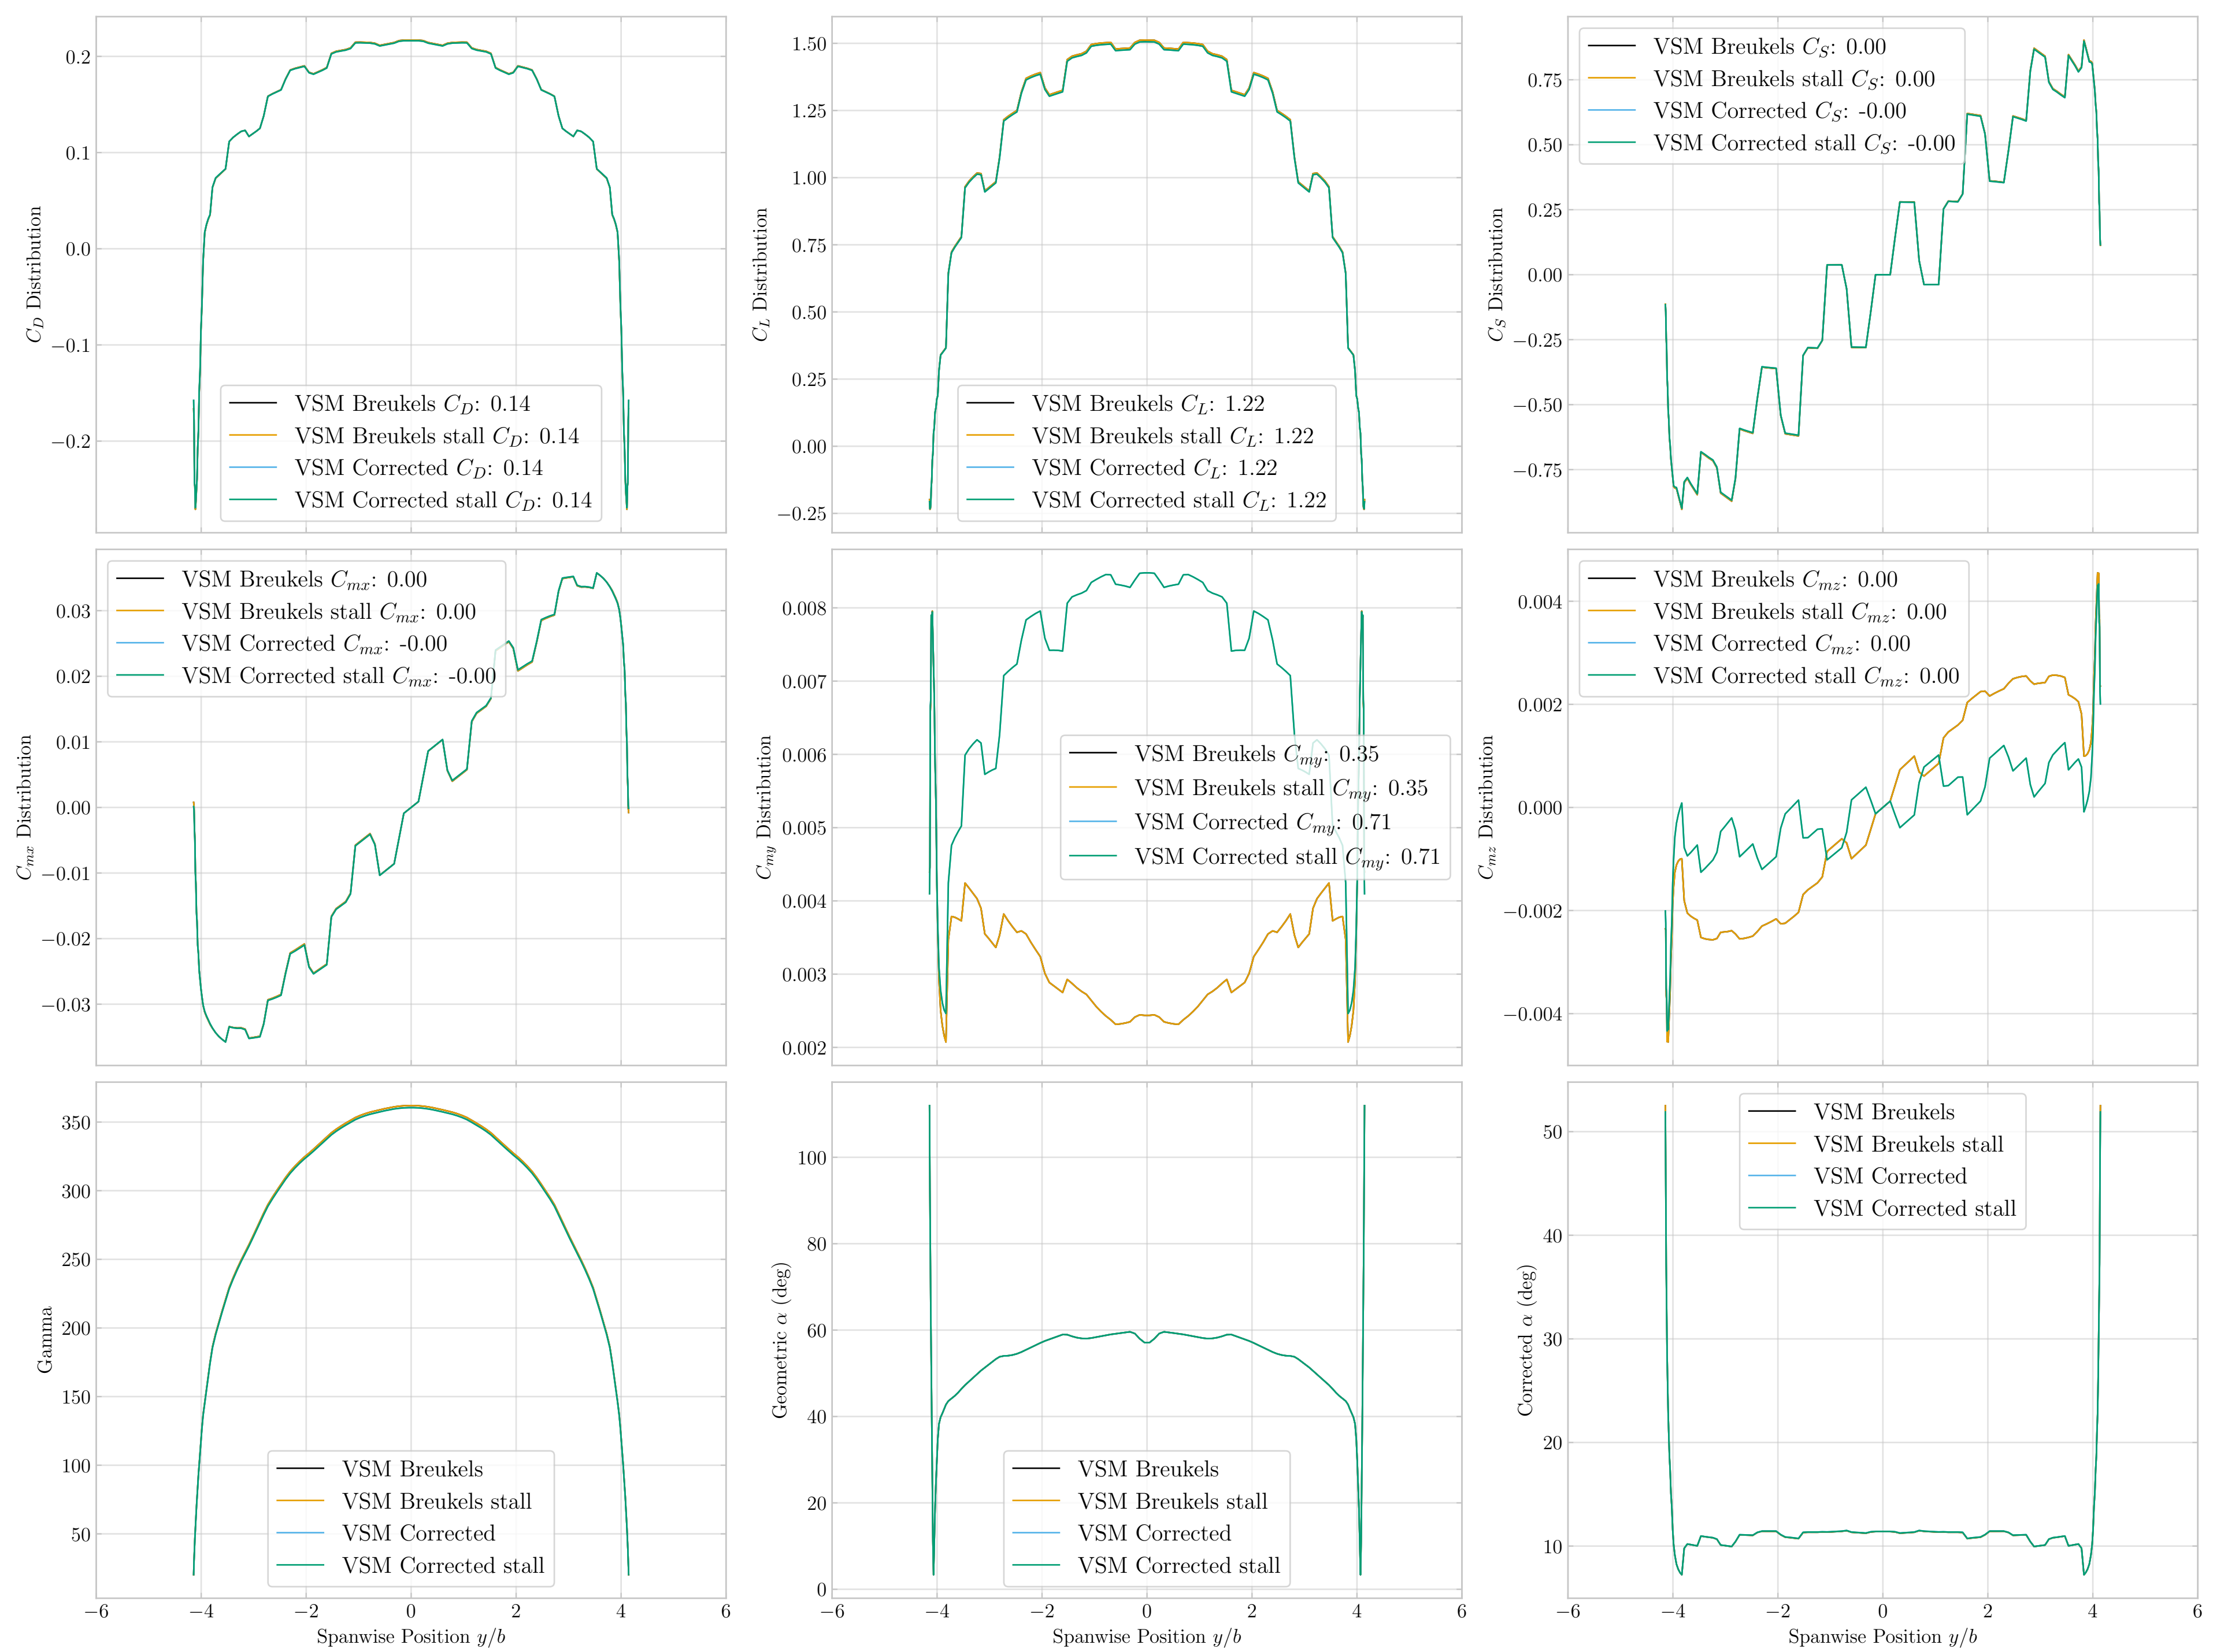 0.2
0.1
0.0
−0.1
−0.2
C_D Distribution
VSM Breukels C_D: 0.14
VSM Breukels stall C_D: 0.14
VSM Corrected C_D: 0.14
VSM Corrected stall C_D: 0.14
1.50
1.25
1.00
0.75
0.50
0.25
0.00
−0.25
C_L Distribution
VSM Breukels C_L: 1.22
VSM Breukels stall C_L: 1.22
VSM Corrected C_L: 1.22
VSM Corrected stall C_L: 1.22
0.75
0.50
0.25
0.00
−0.25
−0.50
−0.75
C_S Distribution
VSM Breukels C_S: 0.00
VSM Breukels stall C_S: 0.00
VSM Corrected C_S: -0.00
VSM Corrected stall C_S: -0.00
0.03
0.02
0.01
0.00
−0.01
−0.02
−0.03
C_mx Distribution
VSM Breukels C_mx: 0.00
VSM Breukels stall C_mx: 0.00
VSM Corrected C_mx: -0.00
VSM Corrected stall C_mx: -0.00
0.008
0.007
0.006
0.005
0.004
0.003
0.002
C_my Distribution
VSM Breukels C_my: 0.35
VSM Breukels stall C_my: 0.35
VSM Corrected C_my: 0.71
VSM Corrected stall C_my: 0.71
0.004
0.002
0.000
−0.002
−0.004
C_mz Distribution
VSM Breukels C_mz: 0.00
VSM Breukels stall C_mz: 0.00
VSM Corrected C_mz: 0.00
VSM Corrected stall C_mz: 0.00
350
300
250
200
150
100
50
Gamma
VSM Breukels
VSM Breukels stall
VSM Corrected
VSM Corrected stall
−6 −4 −2 0 2 4 6
Spanwise Position y/b
100
80
60
40
20
0
Geometric α (deg)
VSM Breukels
VSM Breukels stall
VSM Corrected
VSM Corrected stall
−6 −4 −2 0 2 4 6
Spanwise Position y/b
50
40
30
20
10
Corrected α (deg)
VSM Breukels
VSM Breukels stall
VSM Corrected
VSM Corrected stall
−6 −4 −2 0 2 4 6
Spanwise Position y/b